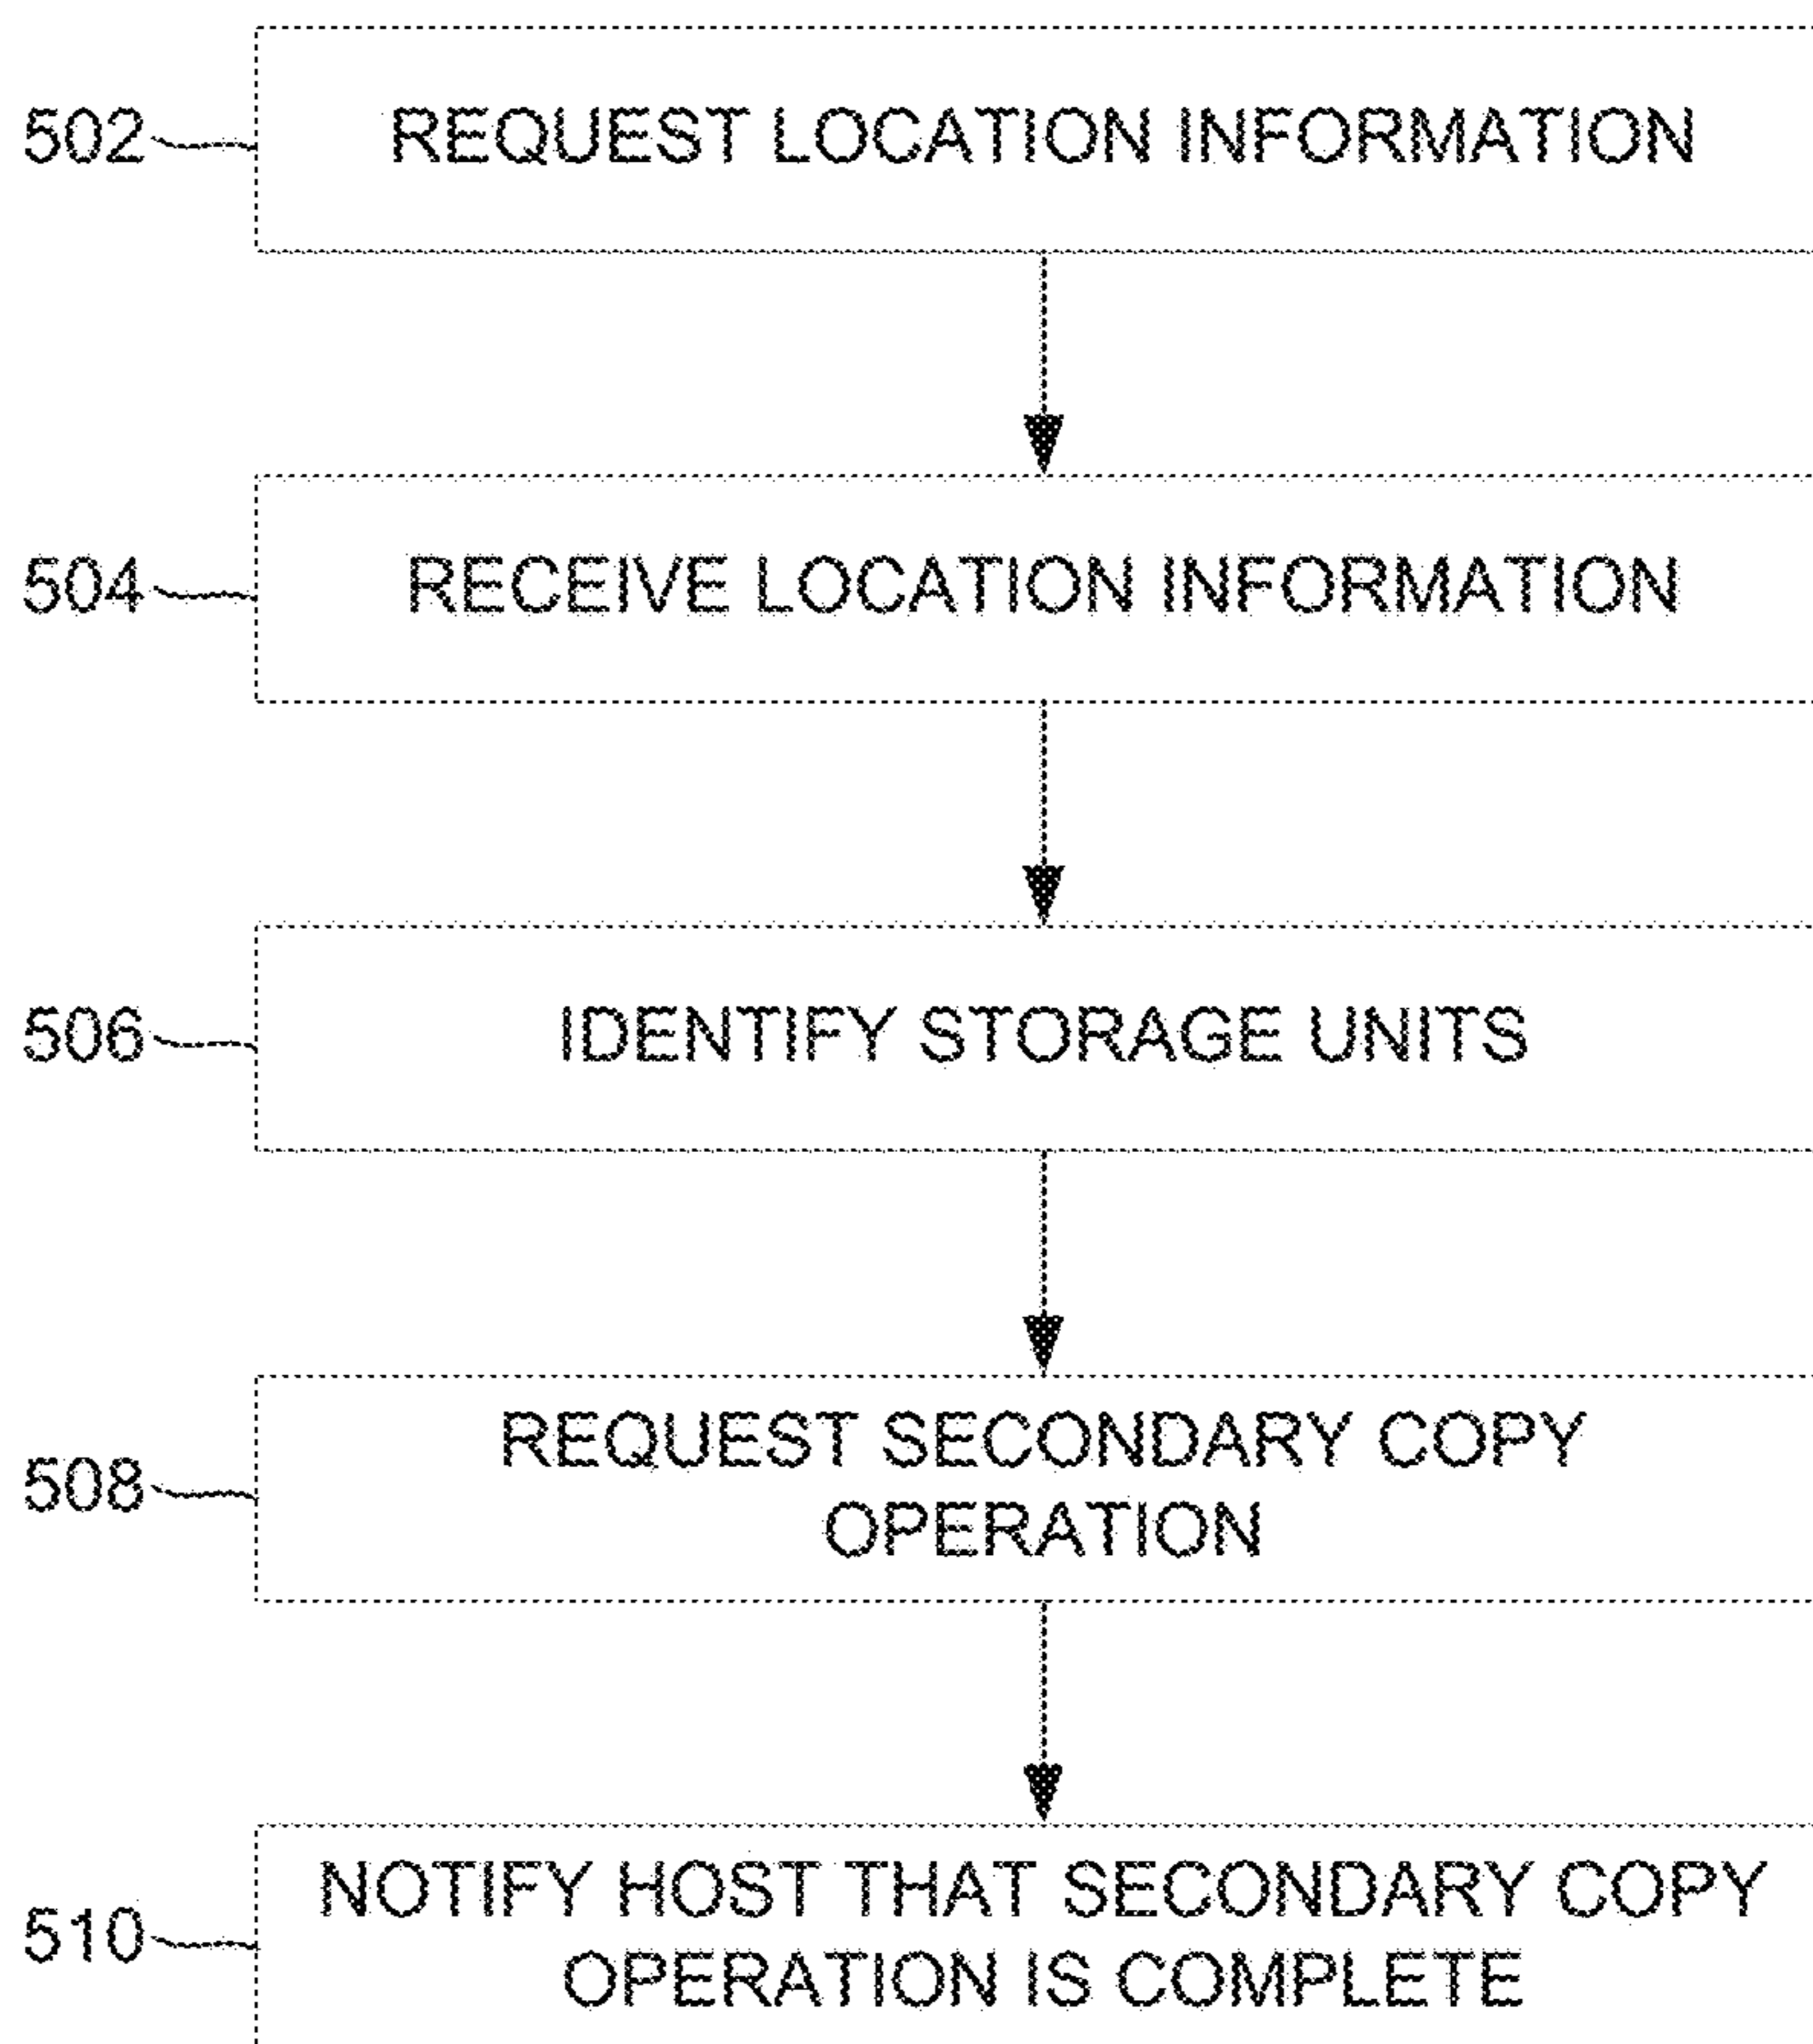 502
REQUEST LOCATION INFORMATION
504
RECEIVE LOCATION INFORMATION
506
IDENTIFY STORAGE UNITS
508
REQUEST SECONDARY COPY
OPERATION
510
NOTIFY HOST THAT SECONDARY COPY
OPERATION IS COMPLETE